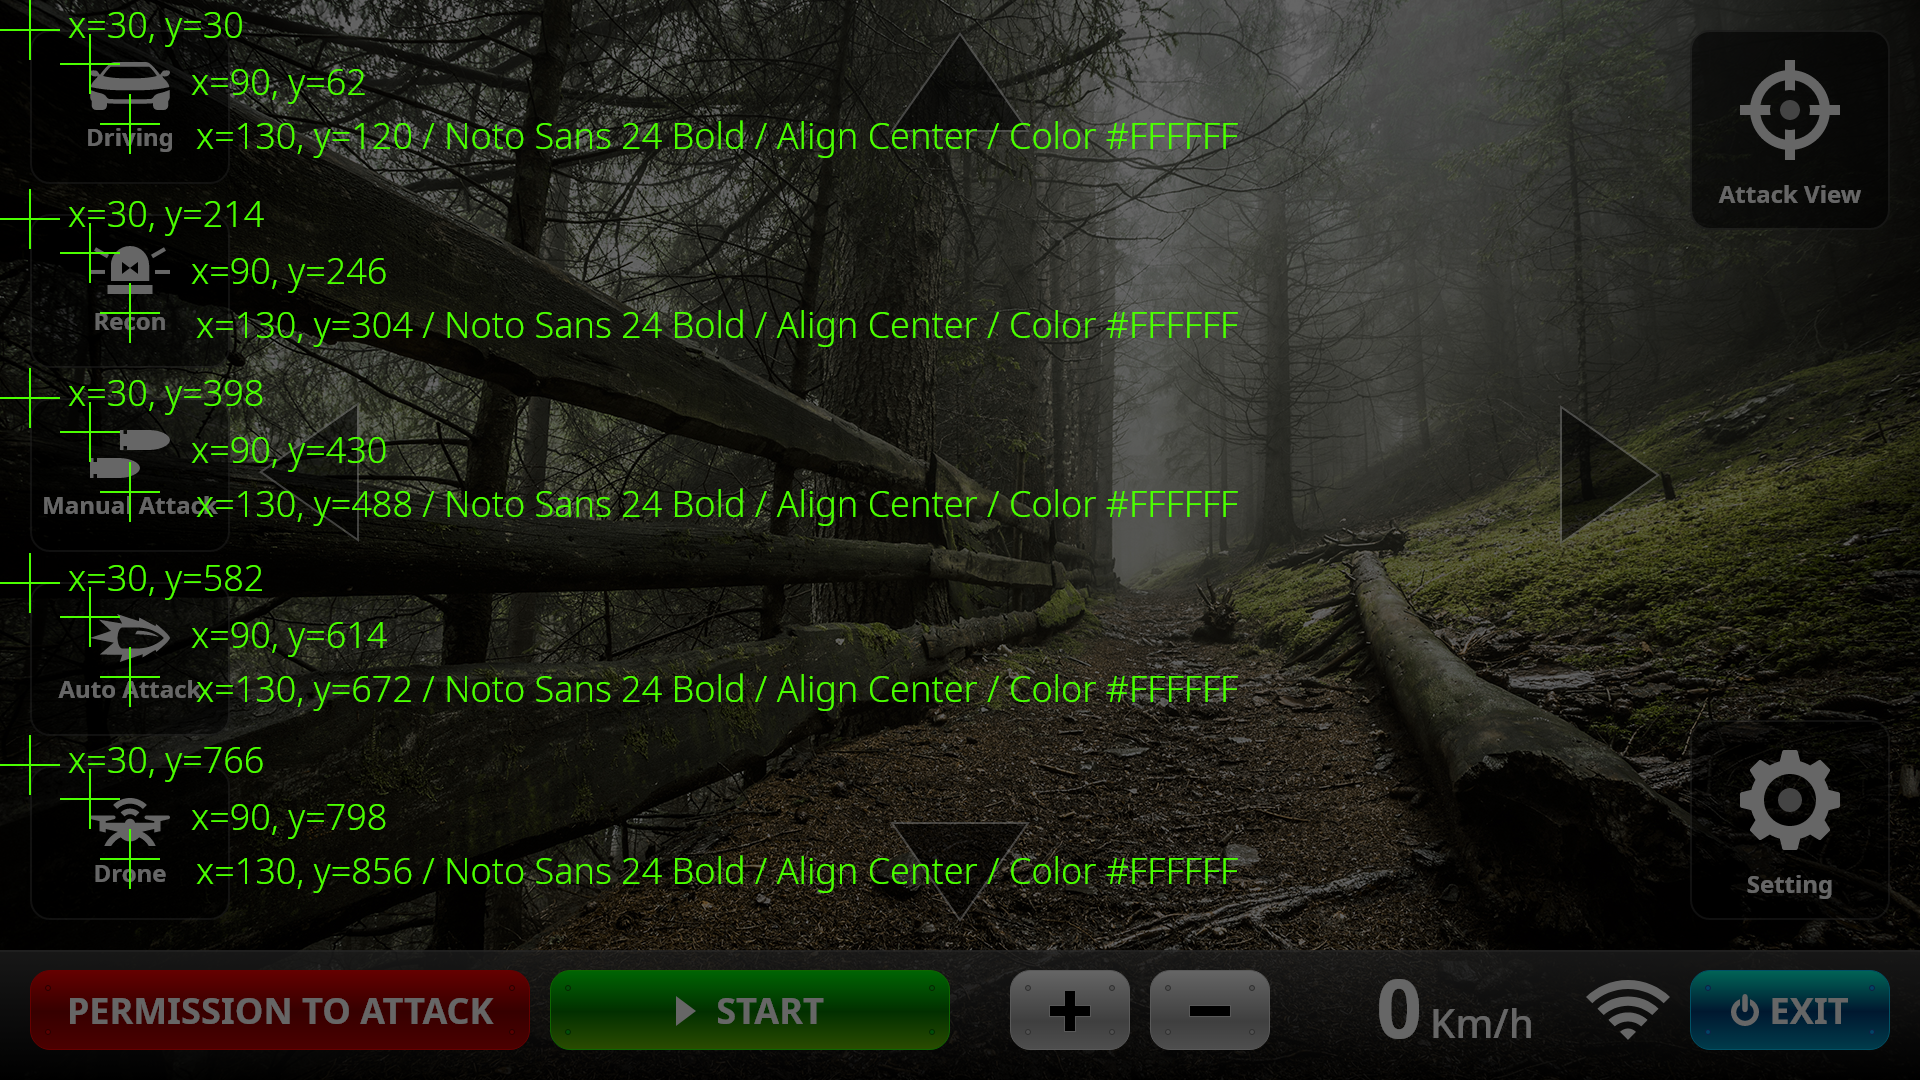 x=30, y=30
x=90, y=62
Driving
x=130, y=120 / Noto Sans 24 Bold / Align Center / Color #FFFFFF
Attack View
x=30, y=214
x=90, y=246
Recon
x=130, y=304 / Noto Sans 24 Bold / Align Center / Color #FFFFFF
x=30, y=398
x=90, y=430
Manual Attack
x=130, y=488 / Noto Sans 24 Bold / Align Center / Color #FFFFFF
x=30, y=582
x=90, y=614
Auto Attack
x=130, y=672 / Noto Sans 24 Bold / Align Center / Color #FFFFFF
x=30, y=766
x=90, y=798
Drone
x=130, y=856 / Noto Sans 24 Bold / Align Center / Color #FFFFFF
Setting
PERMISSION TO ATTACK
START
+
−
0 Km/h
EXIT